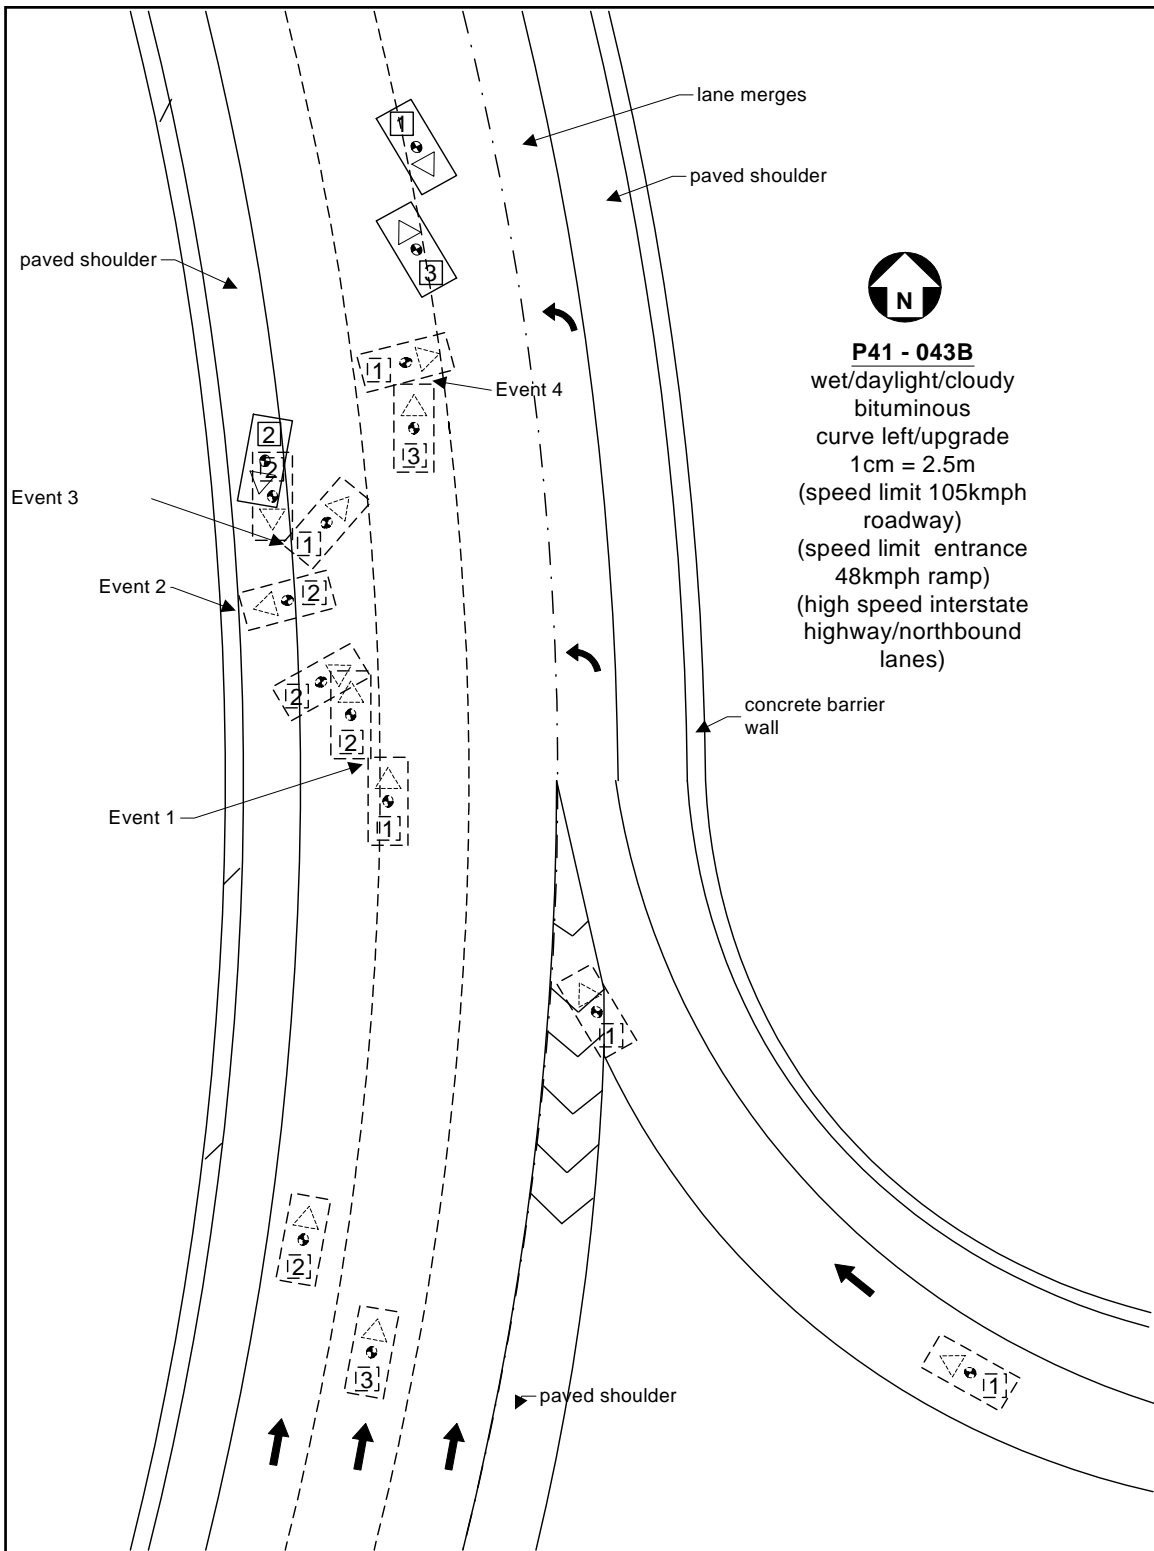 1
lane merges
paved shoulder
3
paved shoulder
N
P41 - 043B
wet/daylight/cloudy
bituminous
curve left/upgrade
1cm = 2.5m
(speed limit 105kmph
roadway)
(speed limit entrance
48kmph ramp)
(high speed interstate
highway/northbound
lanes)
1
Event 4
3
2
2
Event 3
1
Event 2
2
2
2
concrete barrier
wall
Event 1
1
1
2
3
1
paved shoulder